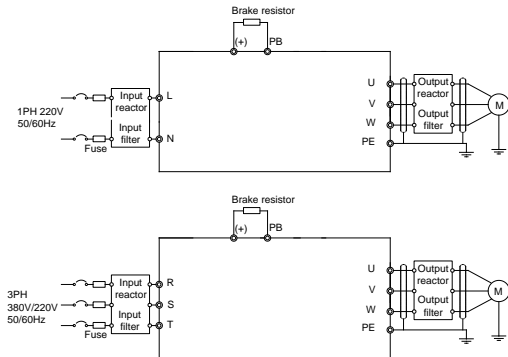 Brake resistor
(+) PB
Input reactor
L
1PH 220V
50/60Hz
Input filter
N
Fuse
U
V
W
PE
Output reactor
Output filter
M
Brake resistor
(+) PB
3PH
380V/220V
50/60Hz
Input reactor
Input filter
R
S
T
Fuse
U
V
W
PE
Output reactor
Output filter
M